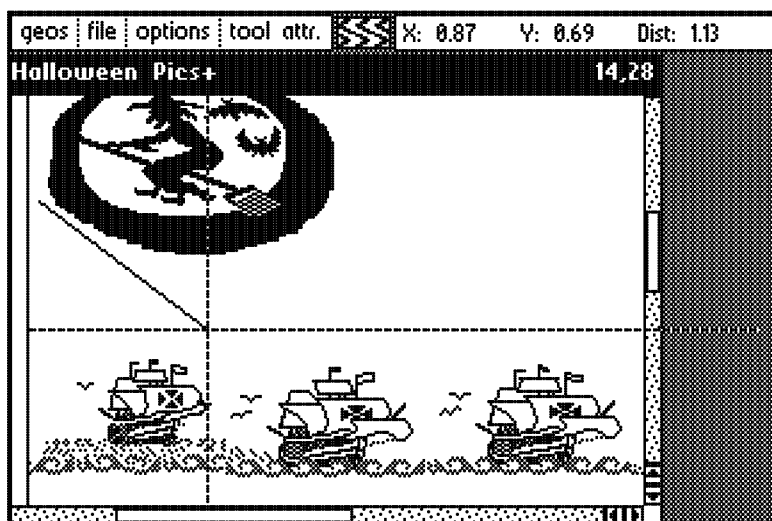 geos file options tool attr. X: 0.87 Y: 0.69 Dist: 1.13
Halloween Pics+ 14,28